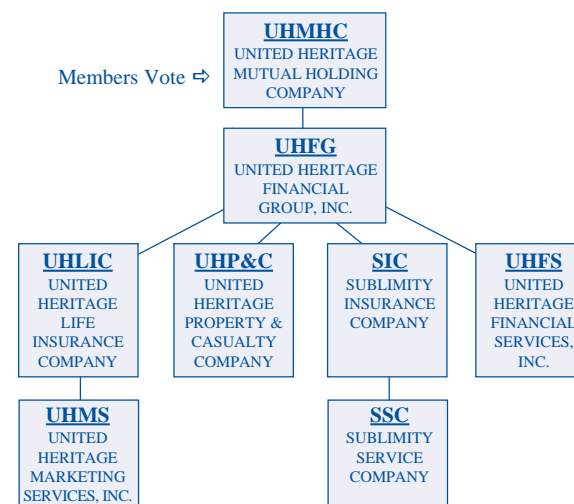 UHMHC
UNITED HERITAGE
MUTUAL HOLDING
COMPANY
Members Vote ⇨
UHFG
UNITED HERITAGE
FINANCIAL
GROUP, INC.
UHLIC
UNITED
HERITAGE
LIFE
INSURANCE
COMPANY
UHP&C
UNITED
HERITAGE
PROPERTY &
CASUALTY
COMPANY
SIC
SUBLIMITY
INSURANCE
COMPANY
UHFS
UNITED
HERITAGE
FINANCIAL
SERVICES,
INC.
UHMS
UNITED
HERITAGE
MARKETING
SERVICES, INC.
SSC
SUBLIMITY
SERVICE
COMPANY